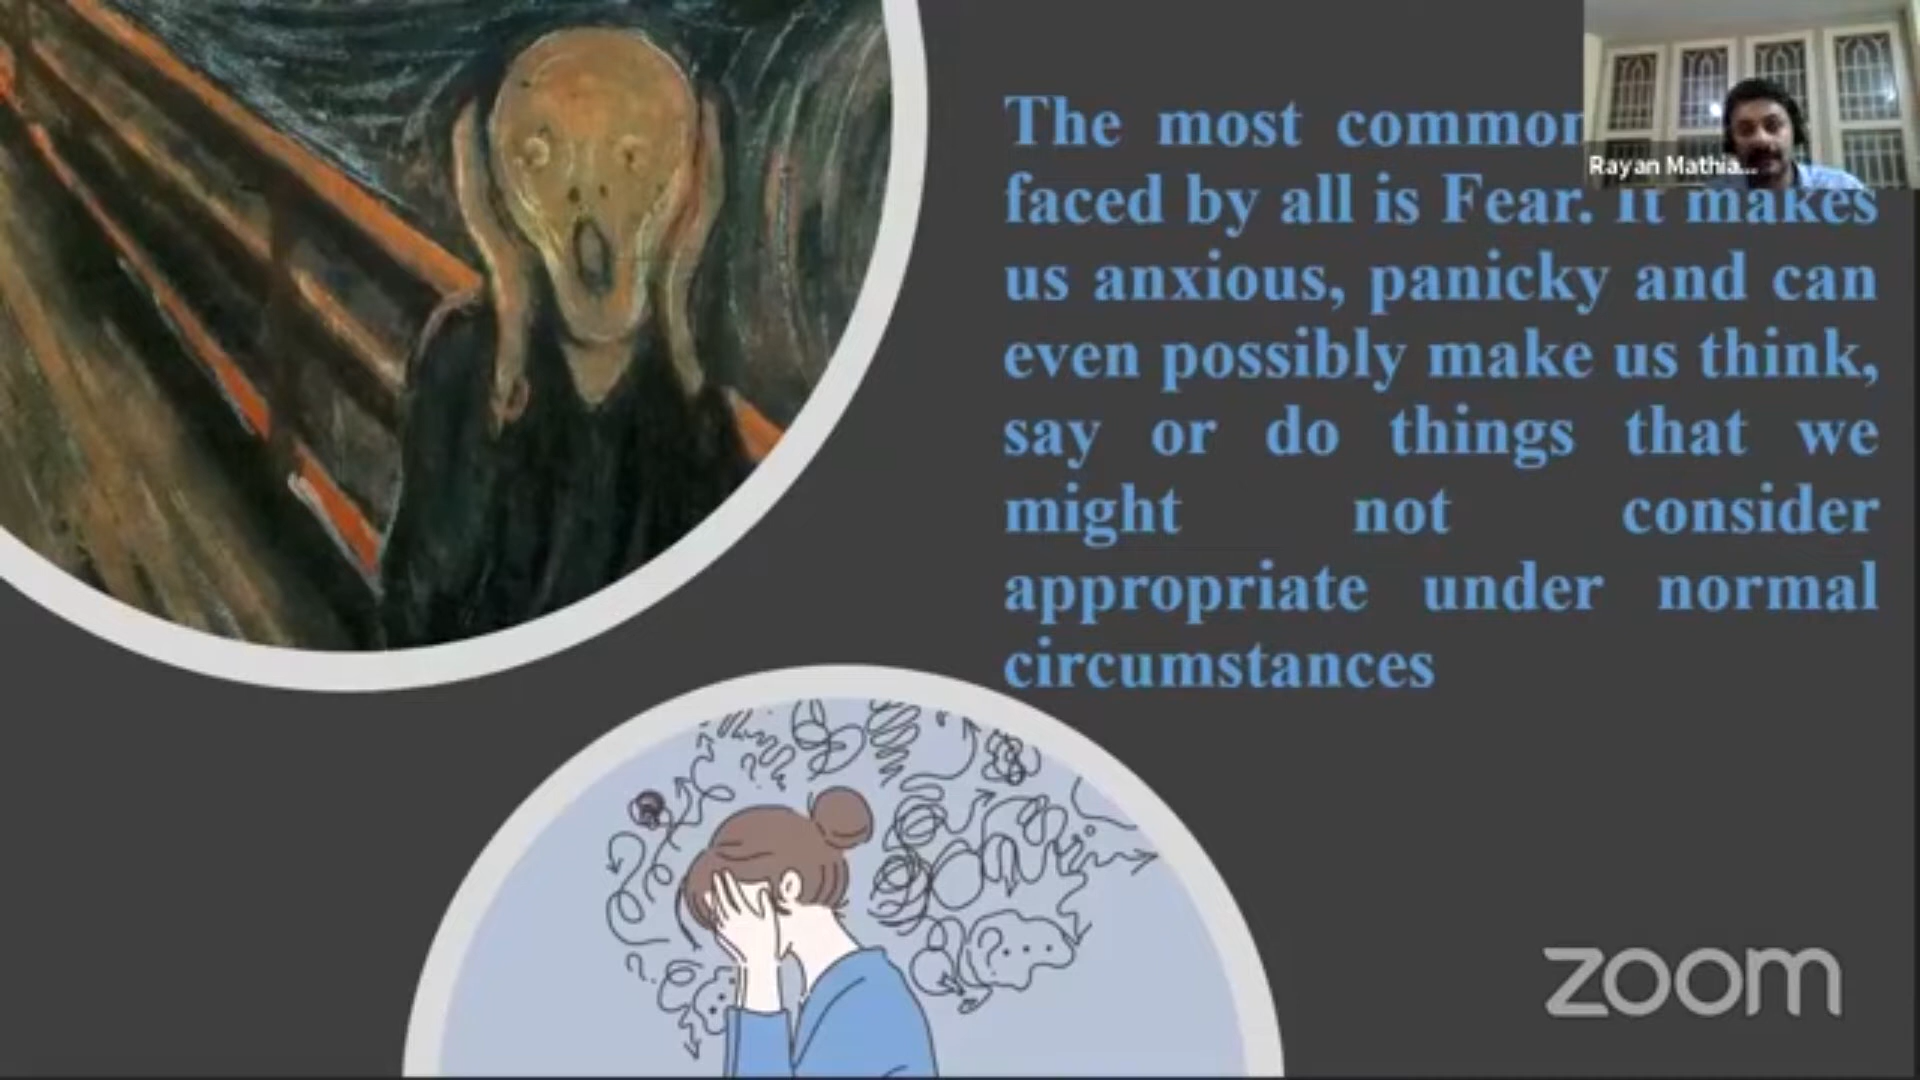 The most common
faced by all is Fear. It makes
us anxious, panicky and can
even possibly make us think,
say or do things that we
might not consider
appropriate under normal
circumstances
Rayan Mathia...
zoom